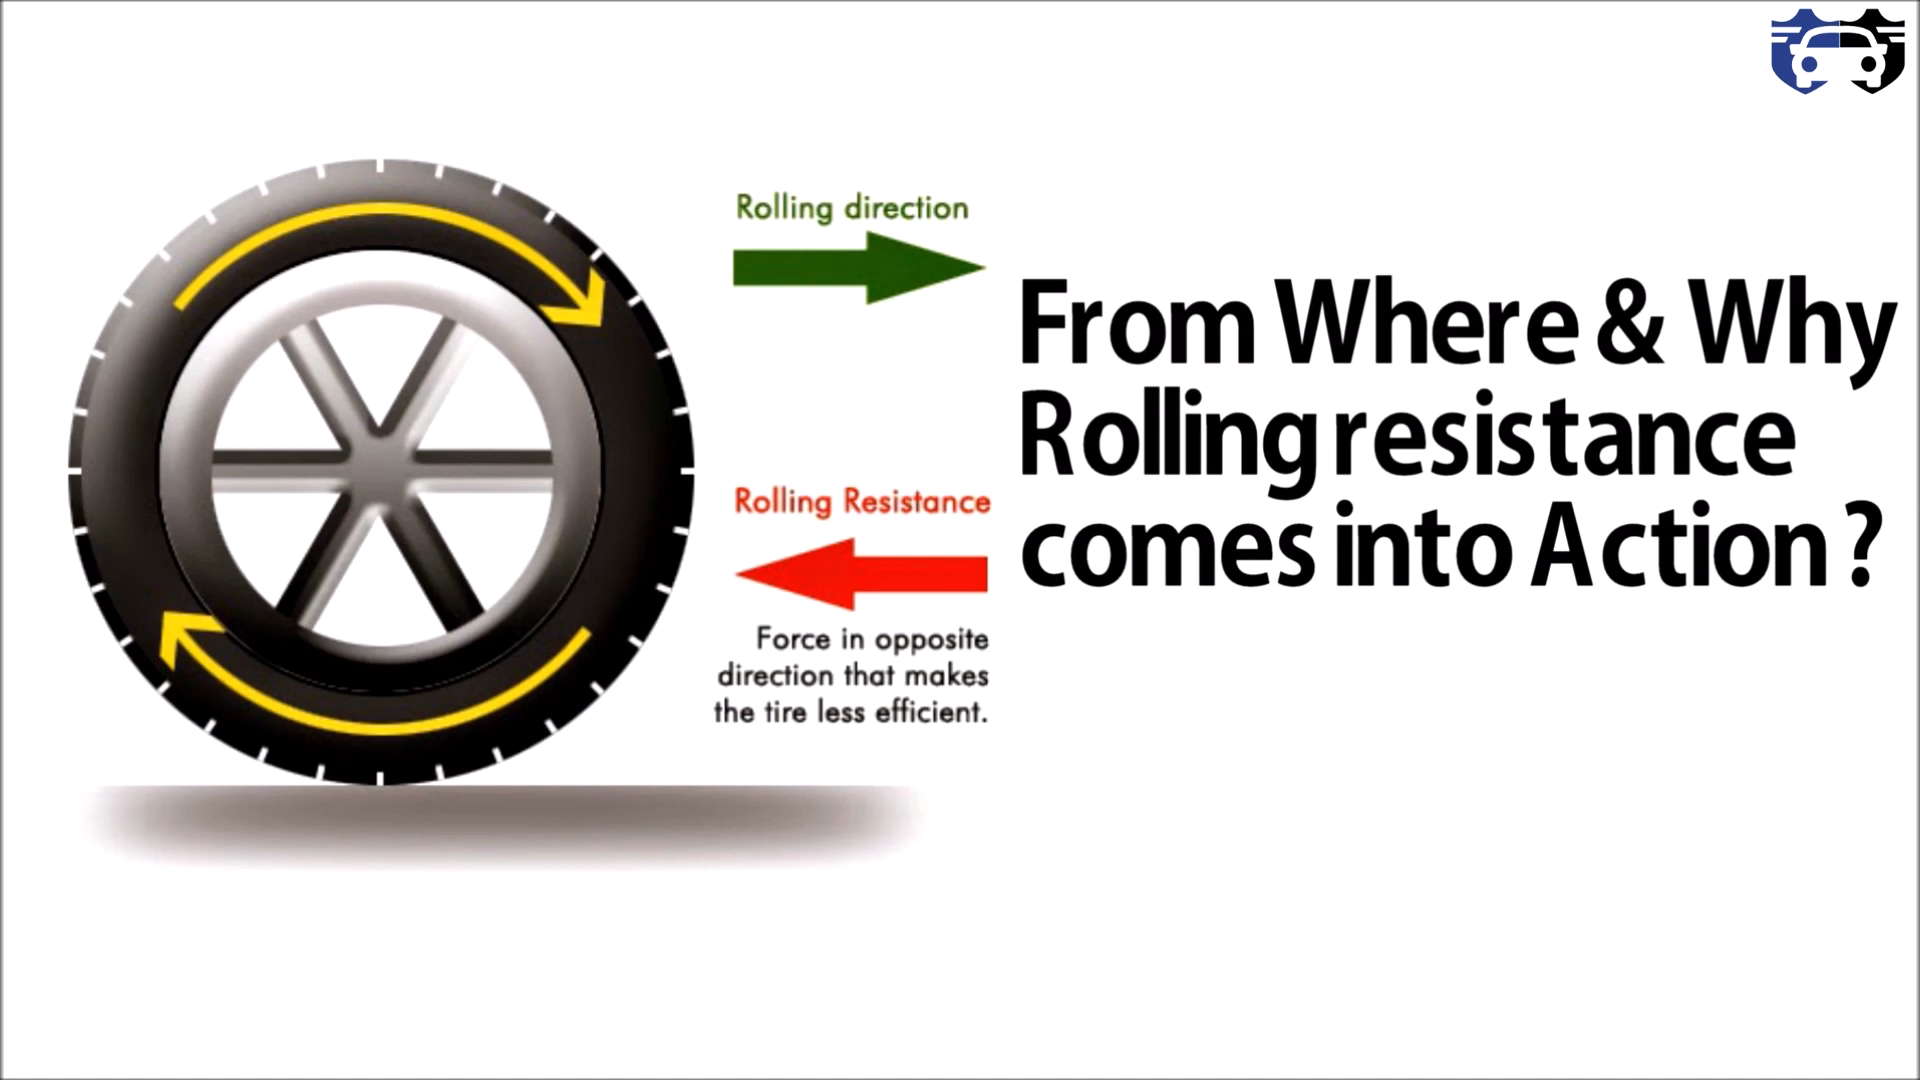 Rolling direction
From Where & Why
Rolling resistance
comes into Action ?
Rolling Resistance
Force in opposite
direction that makes
the tire less efficient.